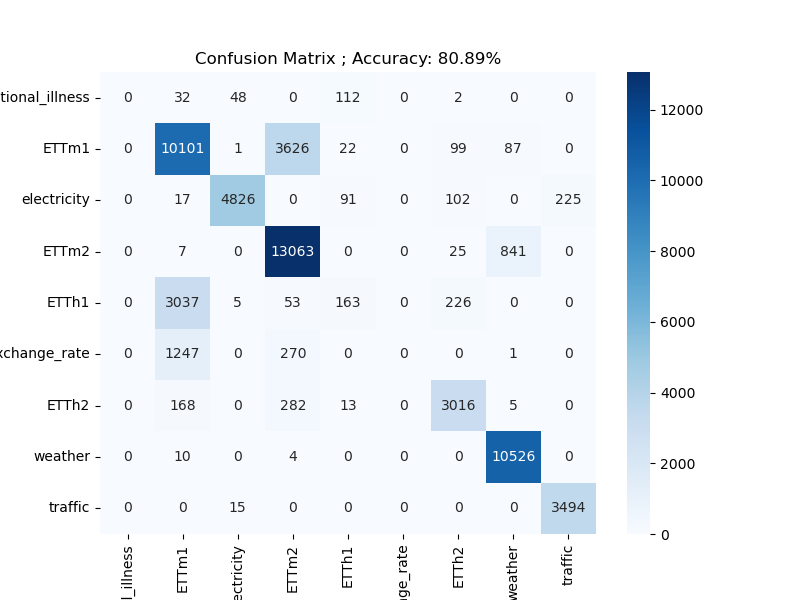 Confusion Matrix ; Accuracy: 80.89%
tional_illness 0 32 48 0 112 0 2 0 0
ETTm1 0 10101 1 3626 22 0 99 87 0
electricity 0 17 4826 0 91 0 102 0 225
ETTm2 0 7 0 13063 0 0 25 841 0
ETTh1 0 3037 5 53 163 0 226 0 0
xchange_rate 0 1247 0 270 0 0 0 1 0
ETTh2 0 168 0 282 13 0 3016 5 0
weather 0 10 0 4 0 0 0 10526 0
traffic 0 0 15 0 0 0 0 0 3494
l_illness ETTm1 ectricity ETTm2 ETTh1 ge_rate ETTh2 weather traffic
12000
10000
8000
6000
4000
2000
0